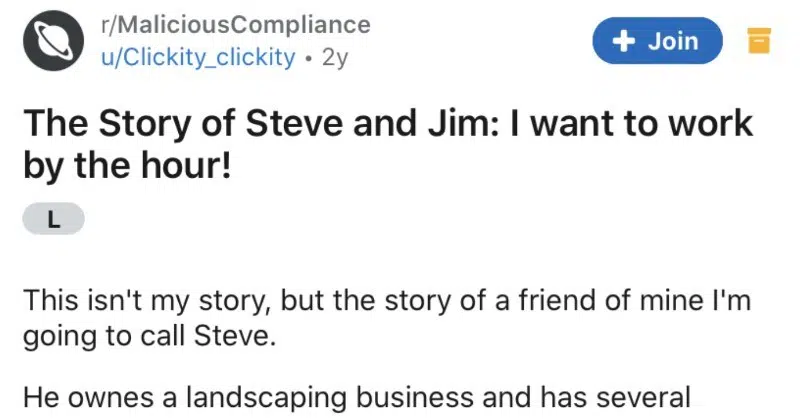 r/MaliciousCompliance
u/Clickity_clickity • 2y
+ Join
The Story of Steve and Jim: I want to work
by the hour!
L
This isn't my story, but the story of a friend of mine I'm
going to call Steve.
He ownes a landscaping business and has several